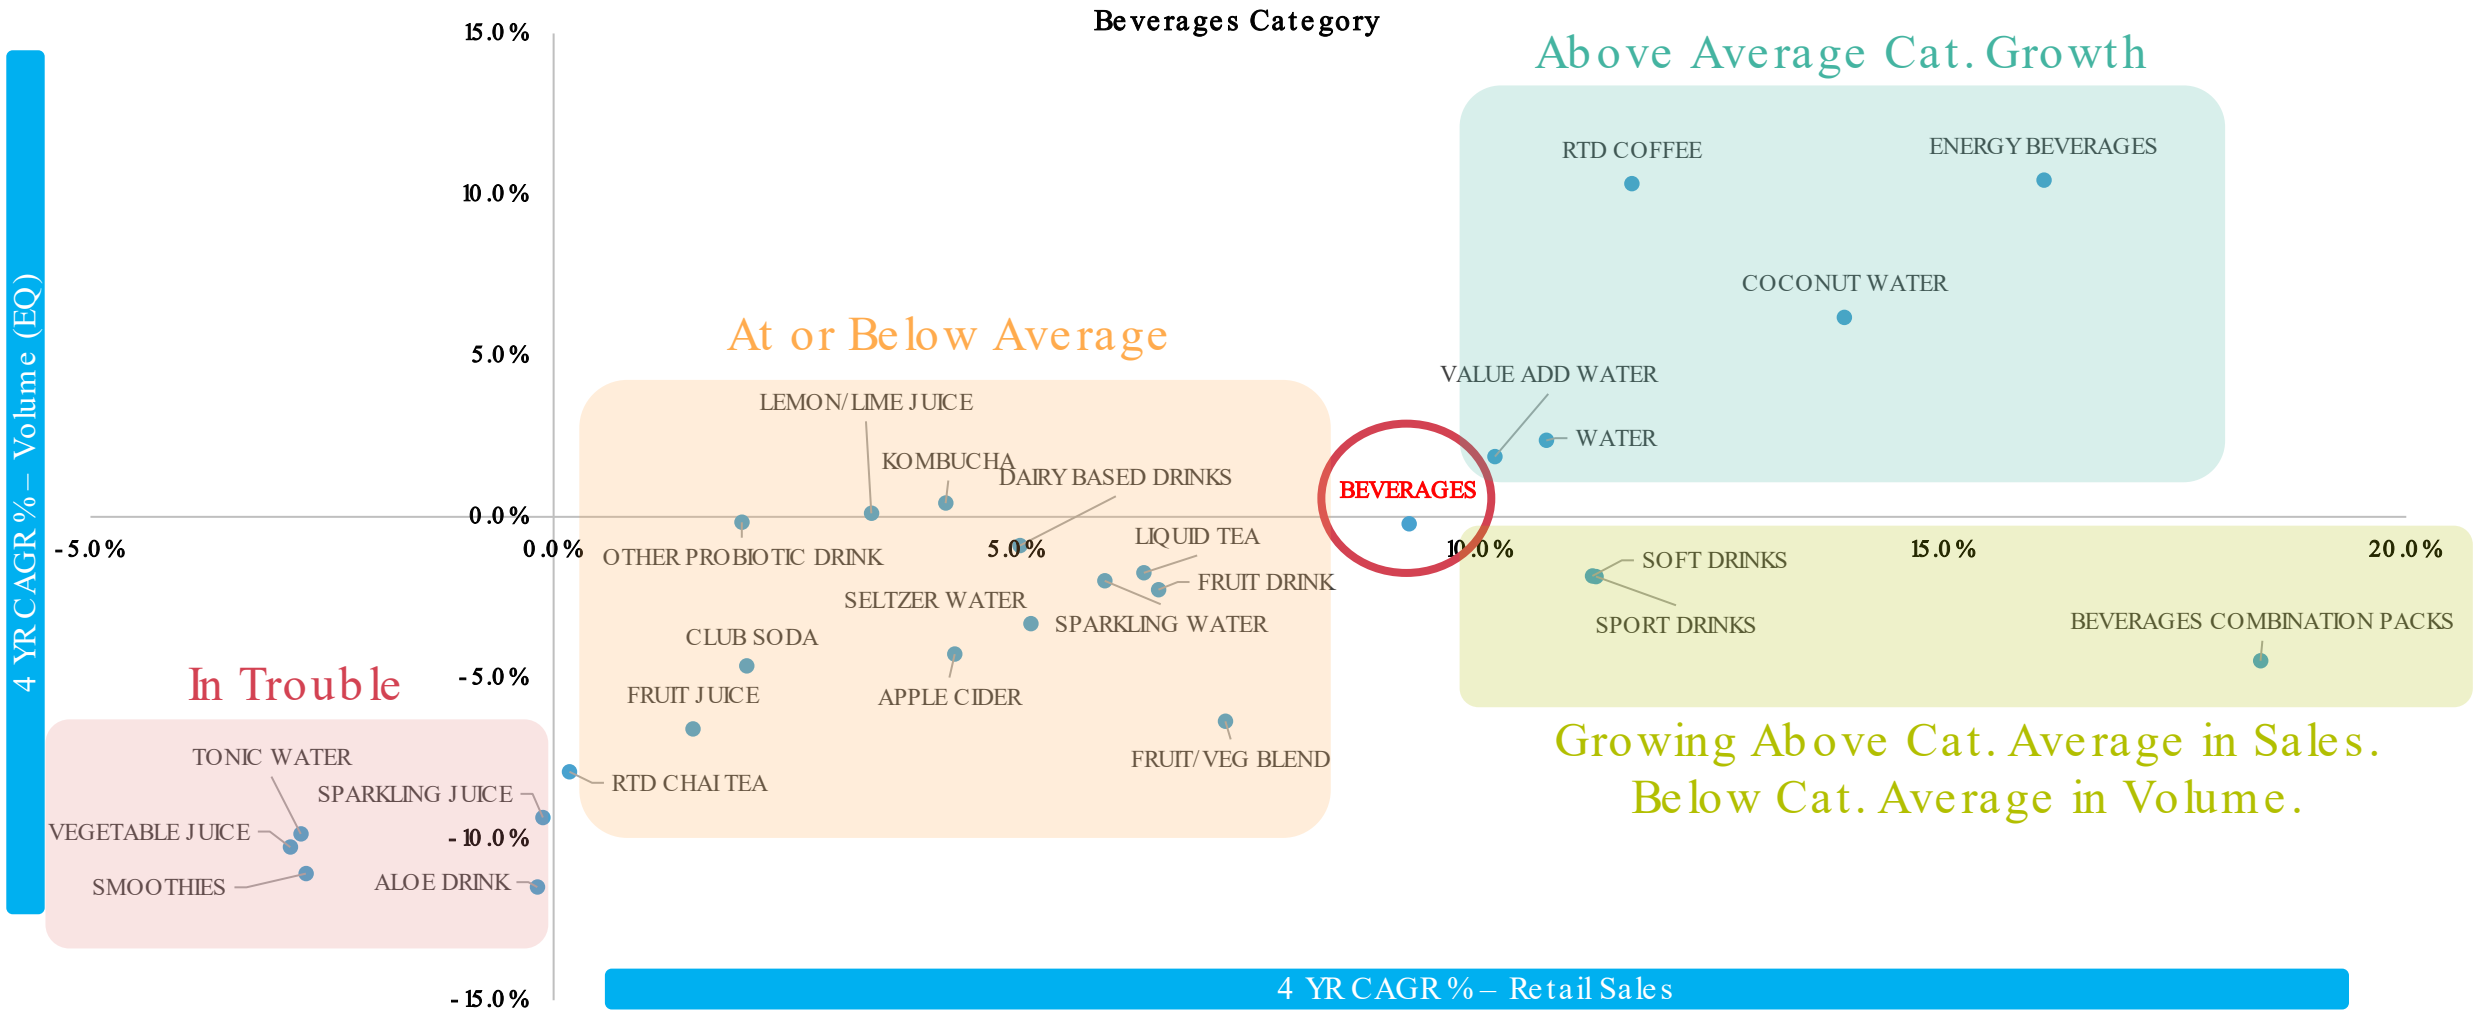 Beverages Category
15.0%
Above Average Cat. Growth
ENERGY BEVERAGES
RTD COFFEE
10.0%
COCONUT WATER
At or Below Average
5.0%
VALUE ADD WATER
LEMON/LIME JUICE
WATER
KOMBUCHA
DAIRY BASED DRINKS
BEVERAGES
0.0%
-5.0%
0.0%
5.0%
10.0%
15.0%
20.0%
LIQUID TEA
OTHER PROBIOTIC DRINK
SOFT DRINKS
FRUIT DRINK
SELTZER WATER
SPARKLING WATER
SPORT DRINKS
BEVERAGES COMBINATION PACKS
CLUB SODA
-5.0%
In Trouble
FRUIT JUICE
APPLE CIDER
Growing Above Cat. Average in Sales.
Below Cat. Average in Volume.
TONIC WATER
FRUIT/VEG BLEND
RTD CHAI TEA
SPARKLING JUICE
VEGETABLE JUICE
-10.0%
SMOOTHIES
ALOE DRINK
-15.0%
4 YR CAGR % – Volume (EQ)
4 YR CAGR % – Retail Sales